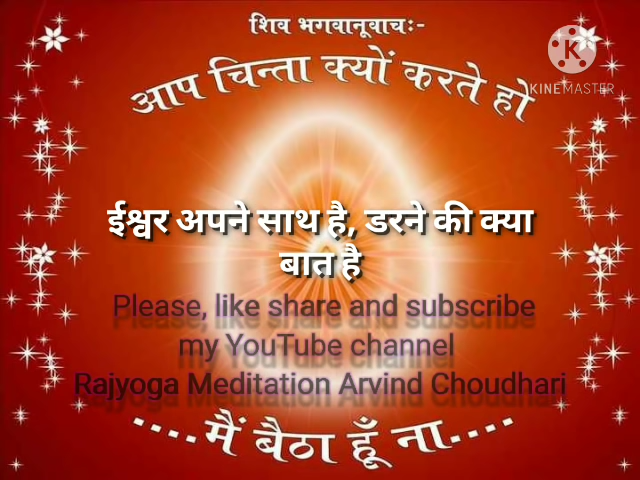 शिव भगवानूवाचः-
आप चिन्ता क्यों करते हो
KINEMASTER
ईश्वर अपने साथ है, डरने की क्या
बात है
Please, like share and subscribe
my YouTube channel
Rajyoga Meditation Arvind Choudhari
....मैं बैठा हूँ ना....